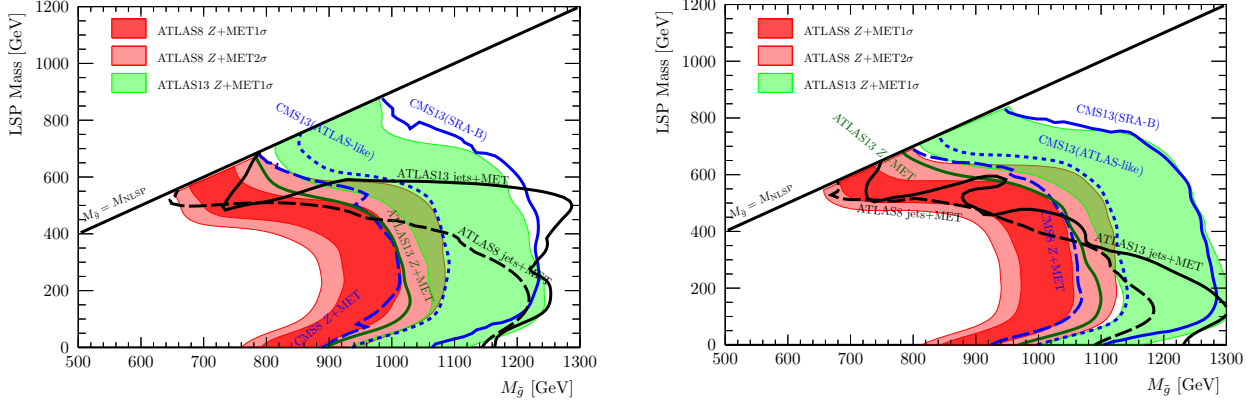 LSP Mass [GeV]
1200
1000
800
600
400
200
0
500 600 700 800 900 1000 1100 1200 1300
M_g̃ [GeV]
ATLAS8 Z+MET1σ
ATLAS8 Z+MET2σ
ATLAS13 Z+MET1σ
M_g̃ = M_NLSP
CMS13(ATLAS-like)
CMS13(SRA-B)
ATLAS13 jets+MET
ATLAS13 Z+MET
ATLAS8 jets+MET
CMS8 Z+MET
LSP Mass [GeV]
1200
1000
800
600
400
200
0
500 600 700 800 900 1000 1100 1200 1300
M_g̃ [GeV]
ATLAS8 Z+MET1σ
ATLAS8 Z+MET2σ
ATLAS13 Z+MET1σ
M_g̃ = M_NLSP
ATLAS13 Z+MET
CMS13(SRA-B)
CMS13(ATLAS-like)
ATLAS8 jets+MET
CMS8 Z+MET
ATLAS13 jets+MET